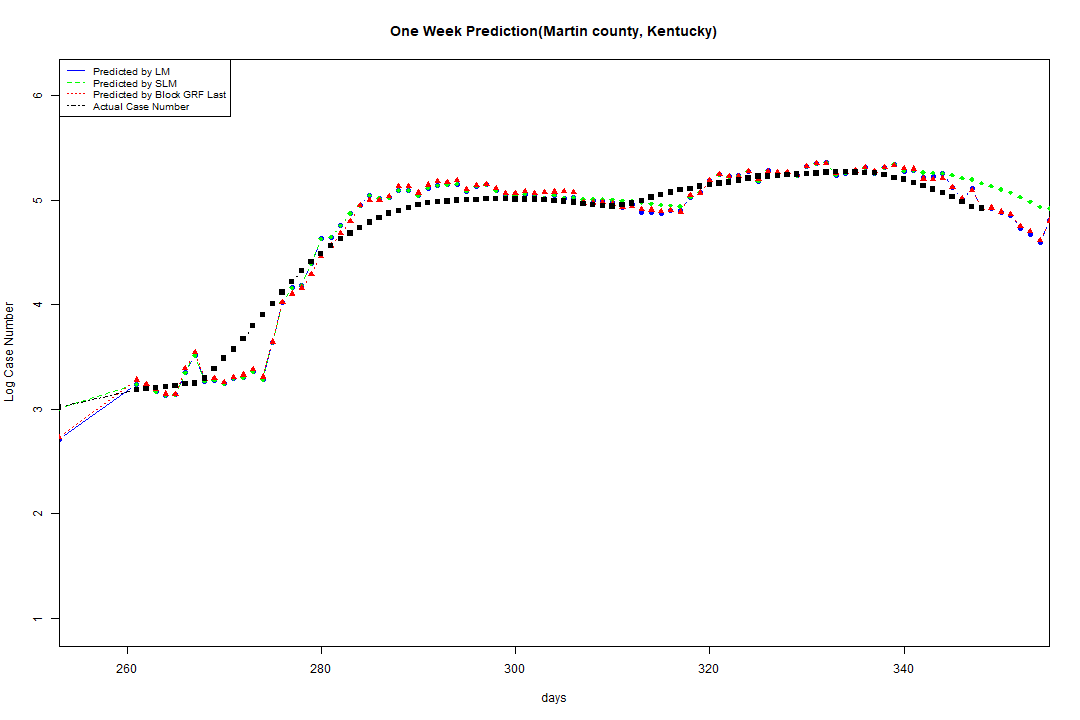 One Week Prediction(Martin county, Kentucky)
Predicted by LM
Predicted by SLM
Predicted by Block GRF Last
Actual Case Number
6
5
4
3
2
1
Log Case Number
260 280 300 320 340
days